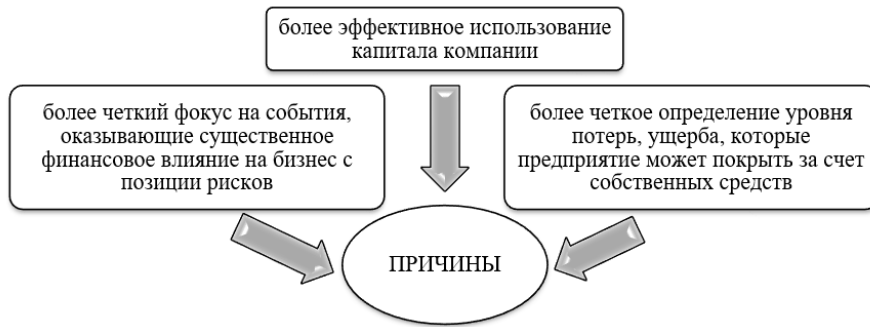 более эффективное использование
капитала компании
более четкий фокус на события,
оказывающие существенное
финансовое влияние на бизнес с
позиции рисков
более четкое определение уровня
потерь, ущерба, которые
предприятие может покрыть за счет
собственных средств
ПРИЧИНЫ